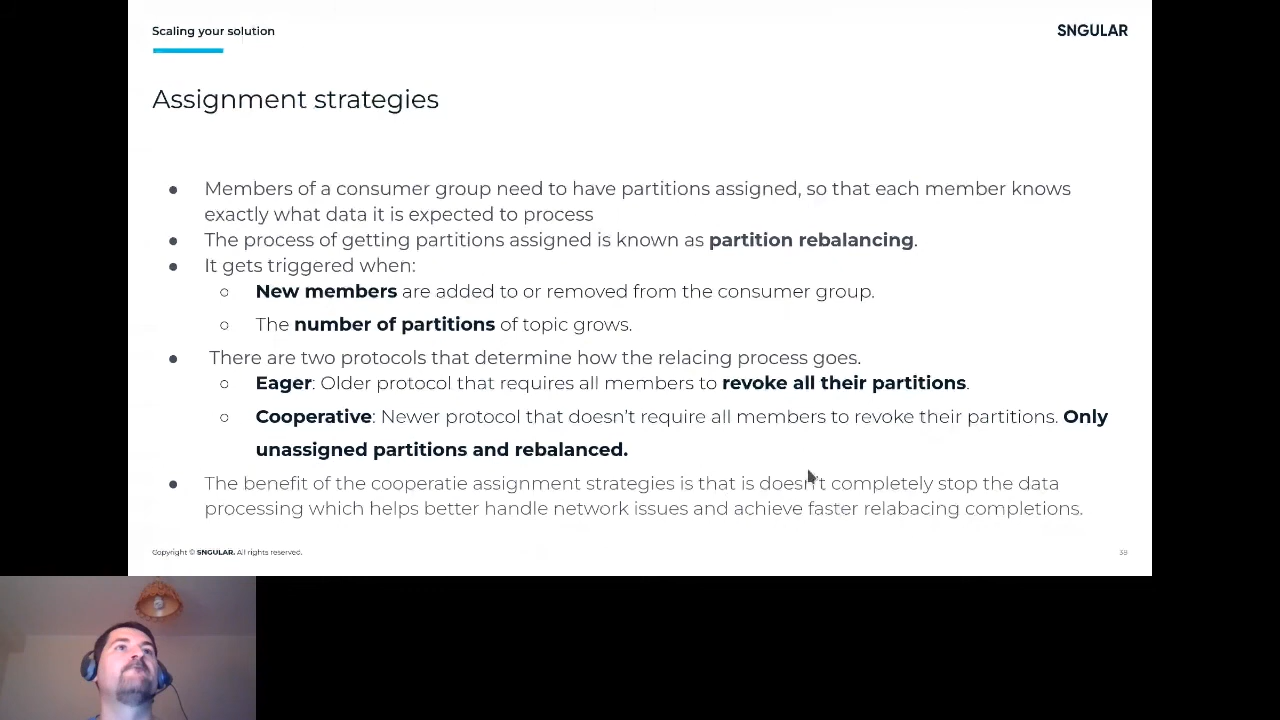 Scaling your solution
SNGULAR
Assignment strategies
● Members of a consumer group need to have partitions assigned, so that each member knows
exactly what data it is expected to process
● The process of getting partitions assigned is known as partition rebalancing.
● It gets triggered when:
○ New members are added to or removed from the consumer group.
○ The number of partitions of topic grows.
● There are two protocols that determine how the relacing process goes.
○ Eager: Older protocol that requires all members to revoke all their partitions.
○ Cooperative: Newer protocol that doesn't require all members to revoke their partitions. Only
unassigned partitions and rebalanced.
● The benefit of the cooperatie assignment strategies is that is doesn't completely stop the data
processing which helps better handle network issues and achieve faster relabacing completions.
Copyright © SNGULAR. All rights reserved.
38